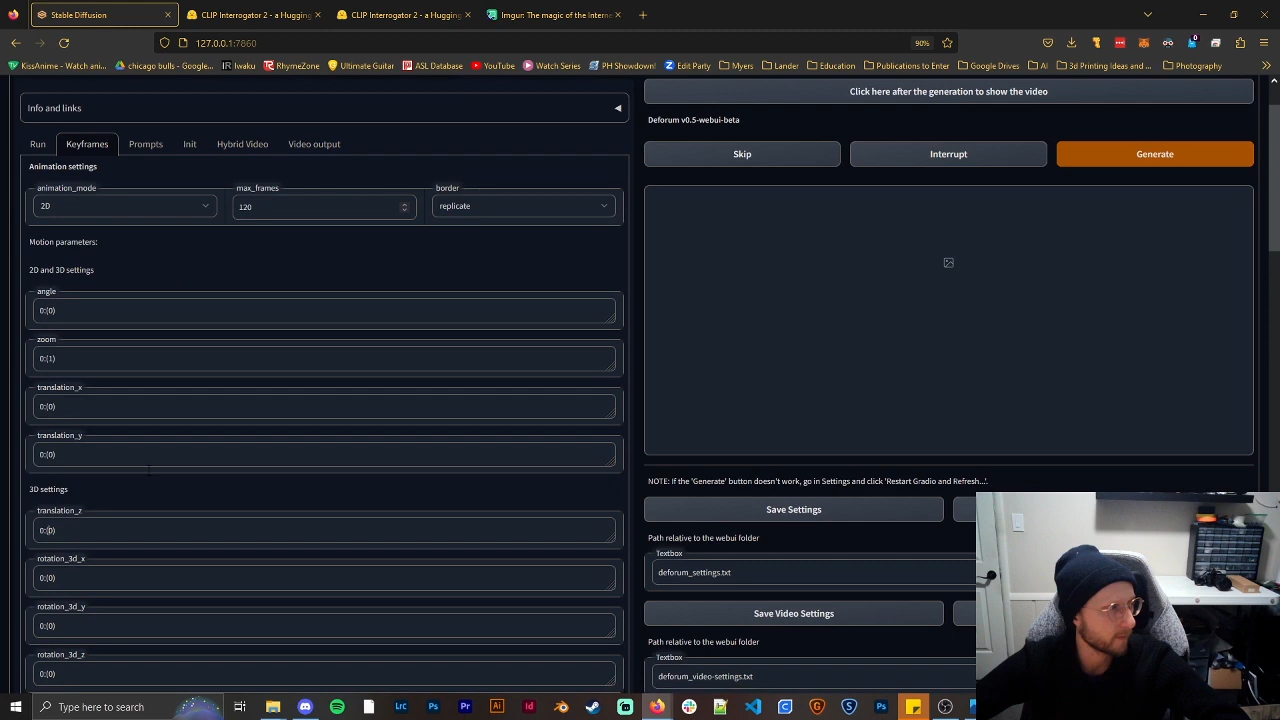 Stable Diffusion
CLIP Interrogator 2 - a Hugging
CLIP Interrogator 2 - a Hugging
Imgur: The magic of the Interne
127.0.0.1:7860
90%
KissAnime - Watch ani...
chicago bulls - Google...
Iwaku
RhymeZone
Ultimate Guitar
ASL Database
YouTube
Watch Series
PH Showdown!
Edit Party
Myers
Lander
Education
Publications to Enter
Google Drives
AI
3d Printing Ideas and ...
Photography
Info and links
Click here after the generation to show the video
Deforum v0.5-webui-beta
Run
Keyframes
Prompts
Init
Hybrid Video
Video output
Skip
Interrupt
Generate
Animation settings
animation_mode
max_frames
border
2D
120
replicate
Motion parameters:
2D and 3D settings
angle
0:(0)
zoom
0:(1)
translation_x
0:(0)
translation_y
0:(0)
3D settings
translation_z
0:(0)
rotation_3d_x
0:(0)
rotation_3d_y
0:(0)
rotation_3d_z
0:(0)
NOTE: If the 'Generate' button doesn't work, go in Settings and click 'Restart Gradio and Refresh...'.
Save Settings
Path relative to the webui folder
Textbox
deforum_settings.txt
Save Video Settings
Path relative to the webui folder
Textbox
deforum_video-settings.txt
Type here to search